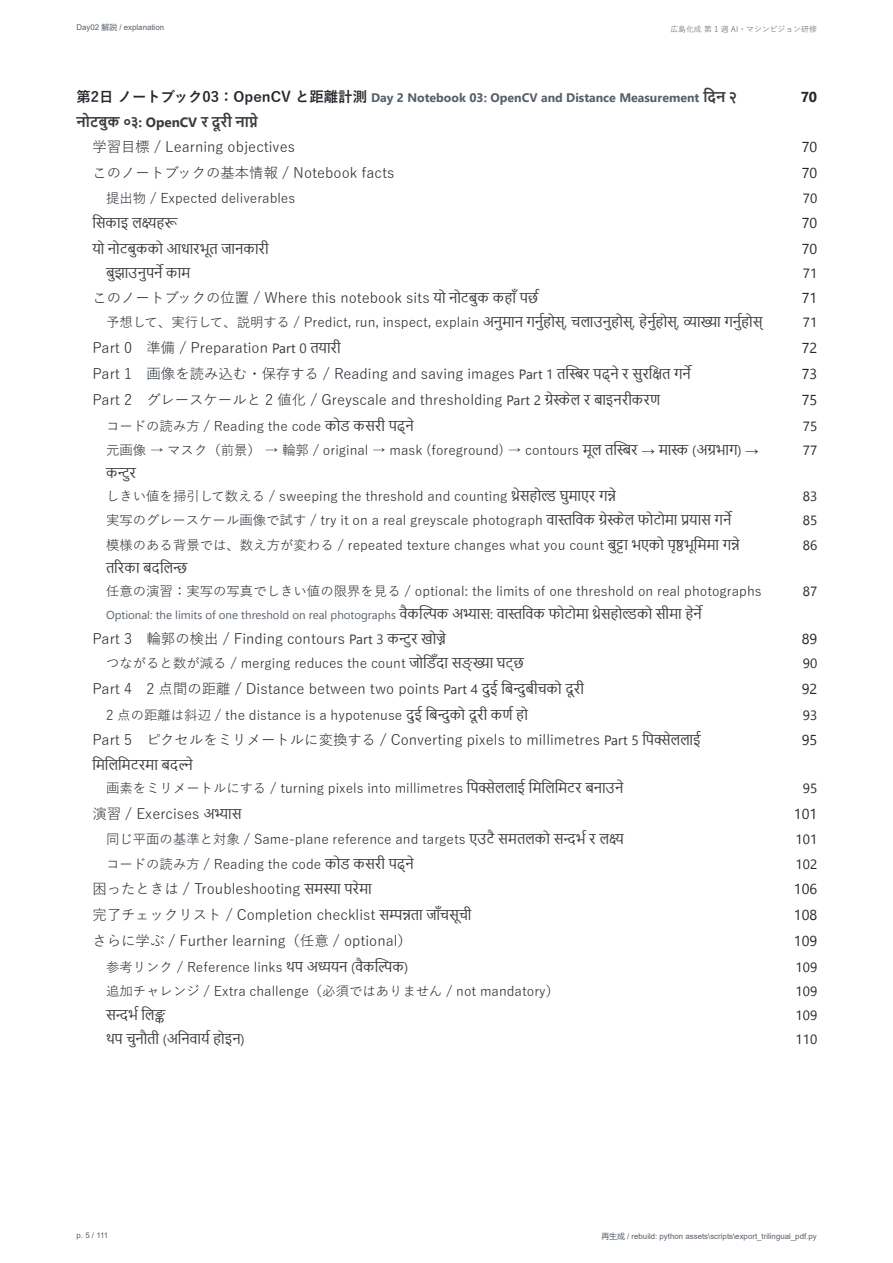 Day02 解説 / explanation
広島化成 第 1 週 AI・マシンビジョン研修
第2日 ノートブック03：OpenCV と距離計測 Day 2 Notebook 03: OpenCV and Distance Measurement दिन २ 70
नोटबुक ०३: OpenCV र दूरी नाप्ने
学習目標 / Learning objectives 70
このノートブックの基本情報 / Notebook facts 70
提出物 / Expected deliverables 70
सिकाइ लक्ष्यहरू 70
यो नोटबुकको आधारभूत जानकारी 70
बुझाउनुपर्ने काम 71
このノートブックの位置 / Where this notebook sits यो नोटबुक कहाँ पर्छ 71
予想して、実行して、説明する / Predict, run, inspect, explain अनुमान गर्नुहोस्, चलाउनुहोस्, हेर्नुहोस्, व्याख्या गर्नुहोस् 71
Part 0　準備 / Preparation Part 0 तयारी 72
Part 1　画像を読み込む・保存する / Reading and saving images Part 1 तस्बिर पढ्ने र सुरक्षित गर्ने 73
Part 2　グレースケールと 2 値化 / Greyscale and thresholding Part 2 ग्रेस्केल र बाइनरीकरण 75
コードの読み方 / Reading the code कोड कसरी पढ्ने 75
元画像 → マスク（前景） → 輪郭 / original → mask (foreground) → contours मूल तस्बिर → मास्क (अग्रभाग) → 77
कन्टुर
しきい値を掃引して数える / sweeping the threshold and counting थ्रेसहोल्ड घुमाएर गन्ने 83
実写のグレースケール画像で試す / try it on a real greyscale photograph वास्तविक ग्रेस्केल फोटोमा प्रयास गर्ने 85
模様のある背景では、数え方が変わる / repeated texture changes what you count बुट्टा भएको पृष्ठभूमिमा गन्ने 86
तरिका बदलिन्छ
任意の演習：実写の写真でしきい値の限界を見る / optional: the limits of one threshold on real photographs 87
Optional: the limits of one threshold on real photographs वैकल्पिक अभ्यास: वास्तविक फोटोमा थ्रेसहोल्डको सीमा हेर्ने
Part 3　輪郭の検出 / Finding contours Part 3 कन्टुर खोज्ने 89
つながると数が減る / merging reduces the count जोडिँदा सङ्ख्या घट्छ 90
Part 4　2 点間の距離 / Distance between two points Part 4 दुई बिन्दुबीचको दूरी 92
2 点の距離は斜辺 / the distance is a hypotenuse दुई बिन्दुको दूरी कर्ण हो 93
Part 5　ピクセルをミリメートルに変換する / Converting pixels to millimetres Part 5 पिक्सेललाई 95
मिलिमिटरमा बदल्ने
画素をミリメートルにする / turning pixels into millimetres पिक्सेललाई मिलिमिटर बनाउने 95
演習 / Exercises अभ्यास 101
同じ平面の基準と対象 / Same-plane reference and targets एउटै समतलको सन्दर्भ र लक्ष्य 101
コードの読み方 / Reading the code कोड कसरी पढ्ने 102
困ったときは / Troubleshooting समस्या परेमा 106
完了チェックリスト / Completion checklist सम्पन्नता जाँचसूची 108
さらに学ぶ / Further learning（任意 / optional） 109
参考リンク / Reference links थप अध्ययन (वैकल्पिक) 109
追加チャレンジ / Extra challenge（必須ではありません / not mandatory） 109
सन्दर्भ लिङ्क 109
थप चुनौती (अनिवार्य होइन) 110
p. 5 / 111
再生成 / rebuild: python assets\scripts\export_trilingual_pdf.py